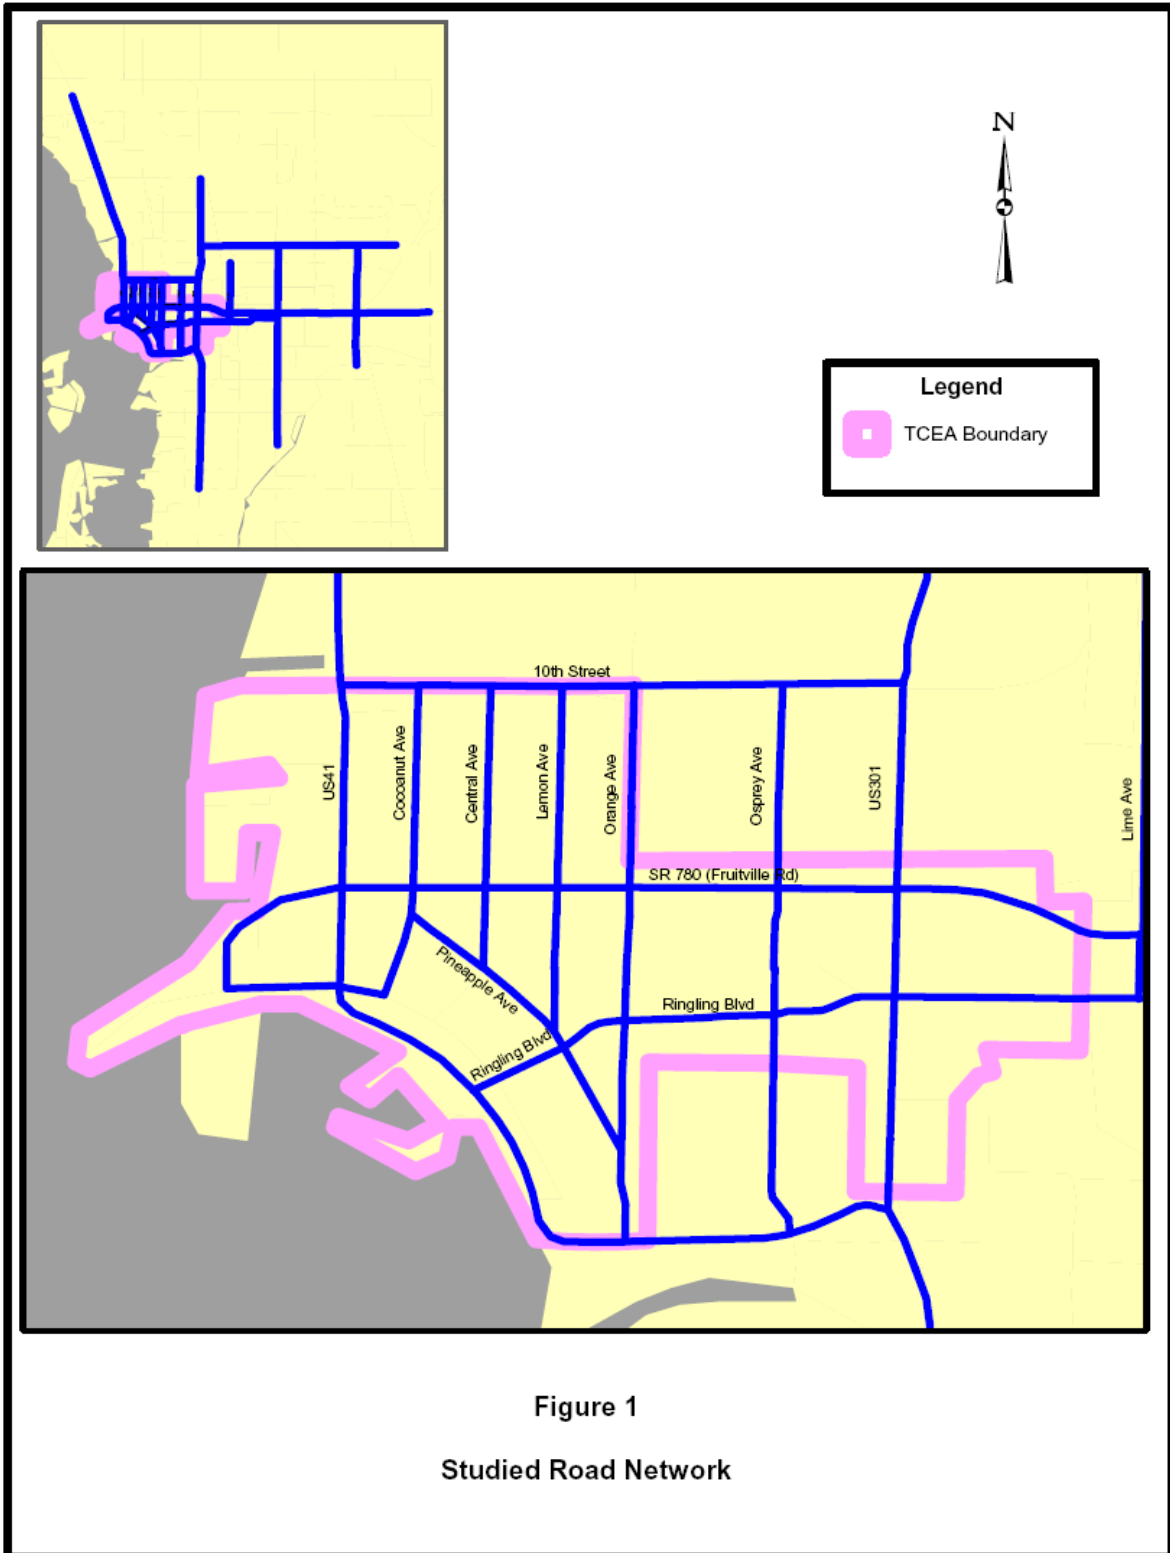 N
Legend
TCEA Boundary
10th Street
US41
Cocoanut Ave
Central Ave
Lemon Ave
Orange Ave
Osprey Ave
US301
Lime Ave
SR 780 (Fruitville Rd)
Pineapple Ave
Ringling Blvd
Ringling Blvd
Figure 1
Studied Road Network